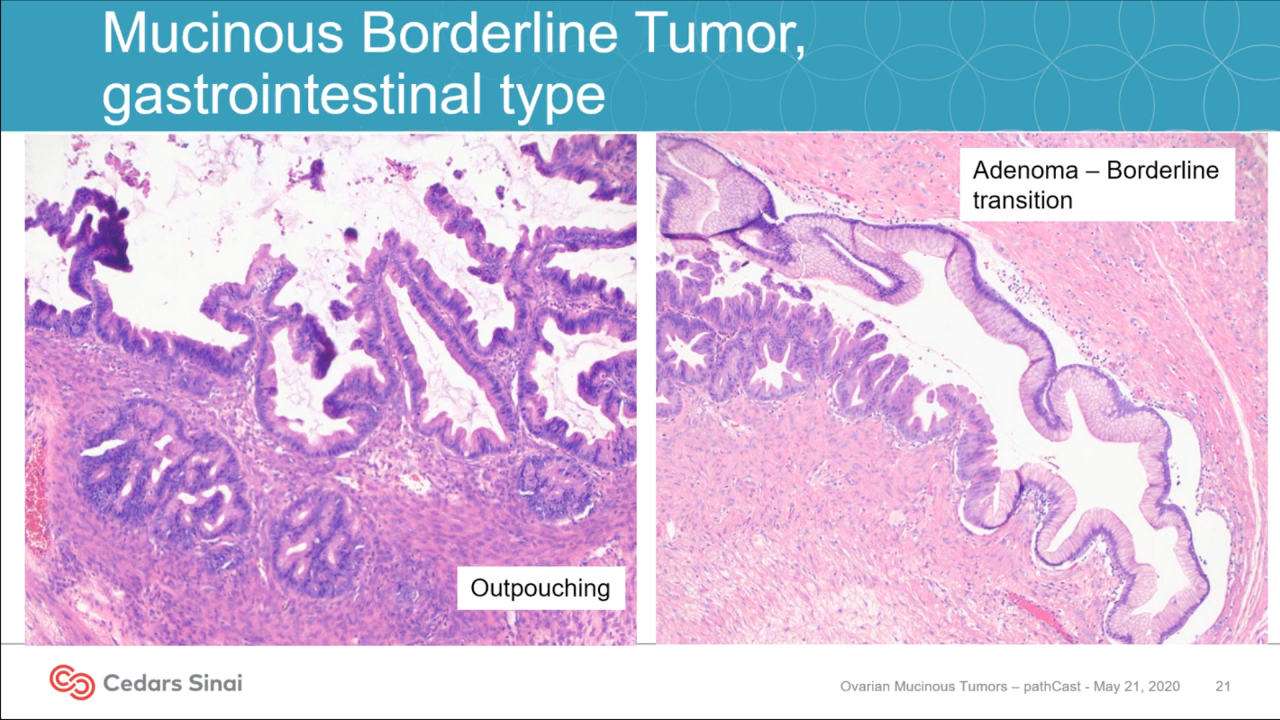 Mucinous Borderline Tumor,
gastrointestinal type
Adenoma – Borderline
transition
Outpouching
Cedars Sinai
Ovarian Mucinous Tumors – pathCast - May 21, 2020 21